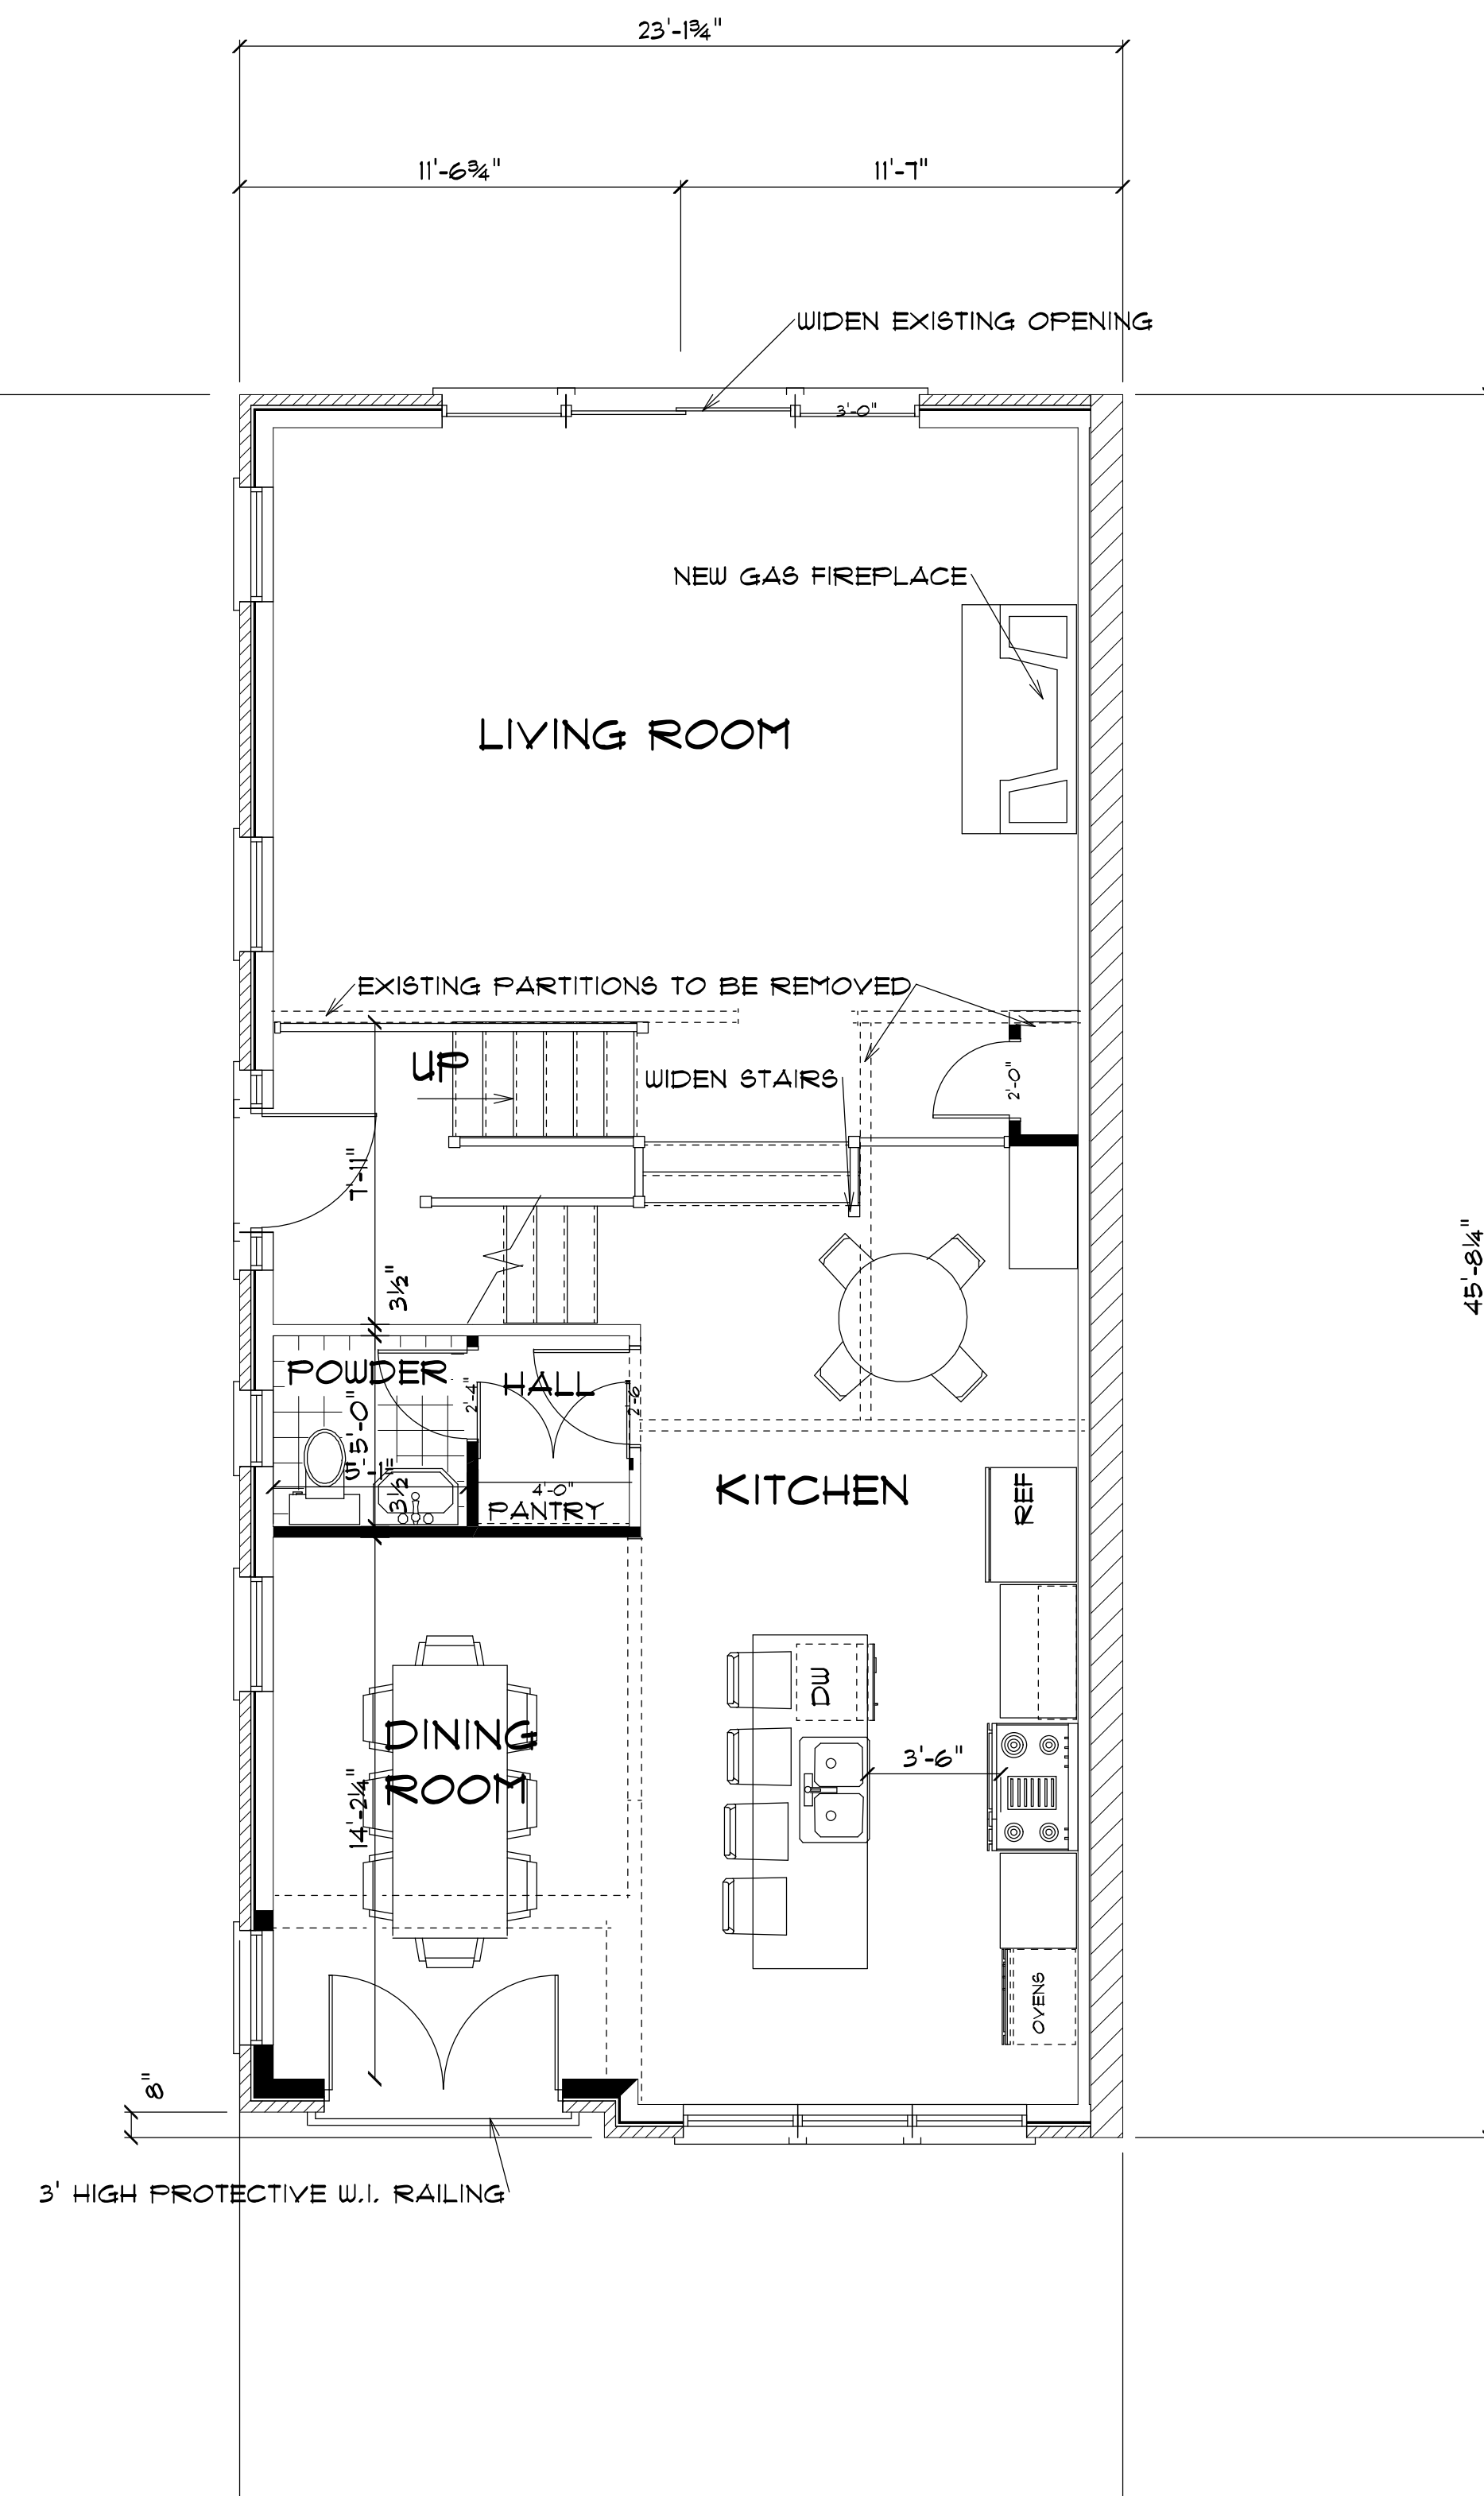 23'-1¾"
11'-6¾"
11'-7"
WIDEN EXISTING OPENING
3'-0"
NEW GAS FIREPLACE
LIVING ROOM
EXISTING PARTITIONS TO BE REMOVED
UP
WIDEN STAIRS
2'-0"
7'-11"
45'-8¼"
3½"
POWDER
HALL
2'-4"
2'-6
5'-0"
5'-1"
3½"
4'-0"
PANTRY
KITCHEN
REF
DW
DINING
ROOM
3'-6"
14'-2¼"
OVENS
8"
3' HIGH PROTECTIVE W.I. RAILING